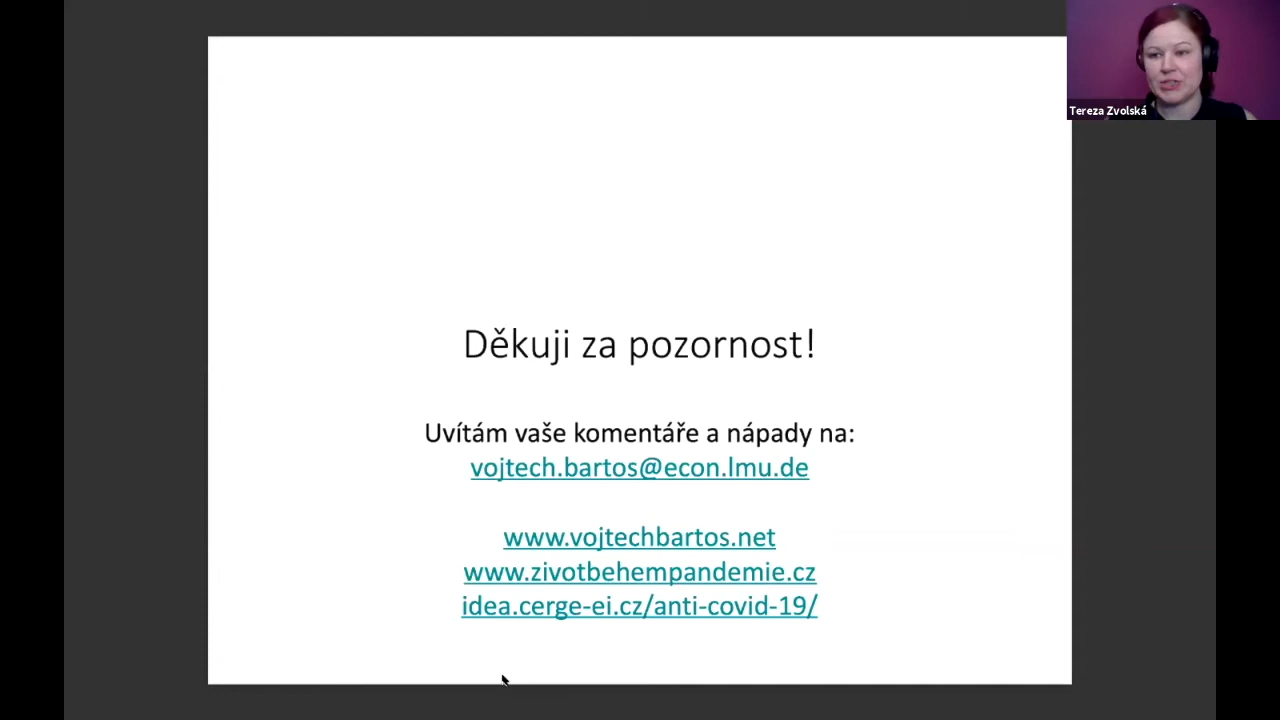 Tereza Zvolská
Děkuji za pozornost!
Uvítám vaše komentáře a nápady na:
vojtech.bartos@econ.lmu.de
www.vojtechbartos.net
www.zivotbehempandemie.cz
idea.cerge-ei.cz/anti-covid-19/